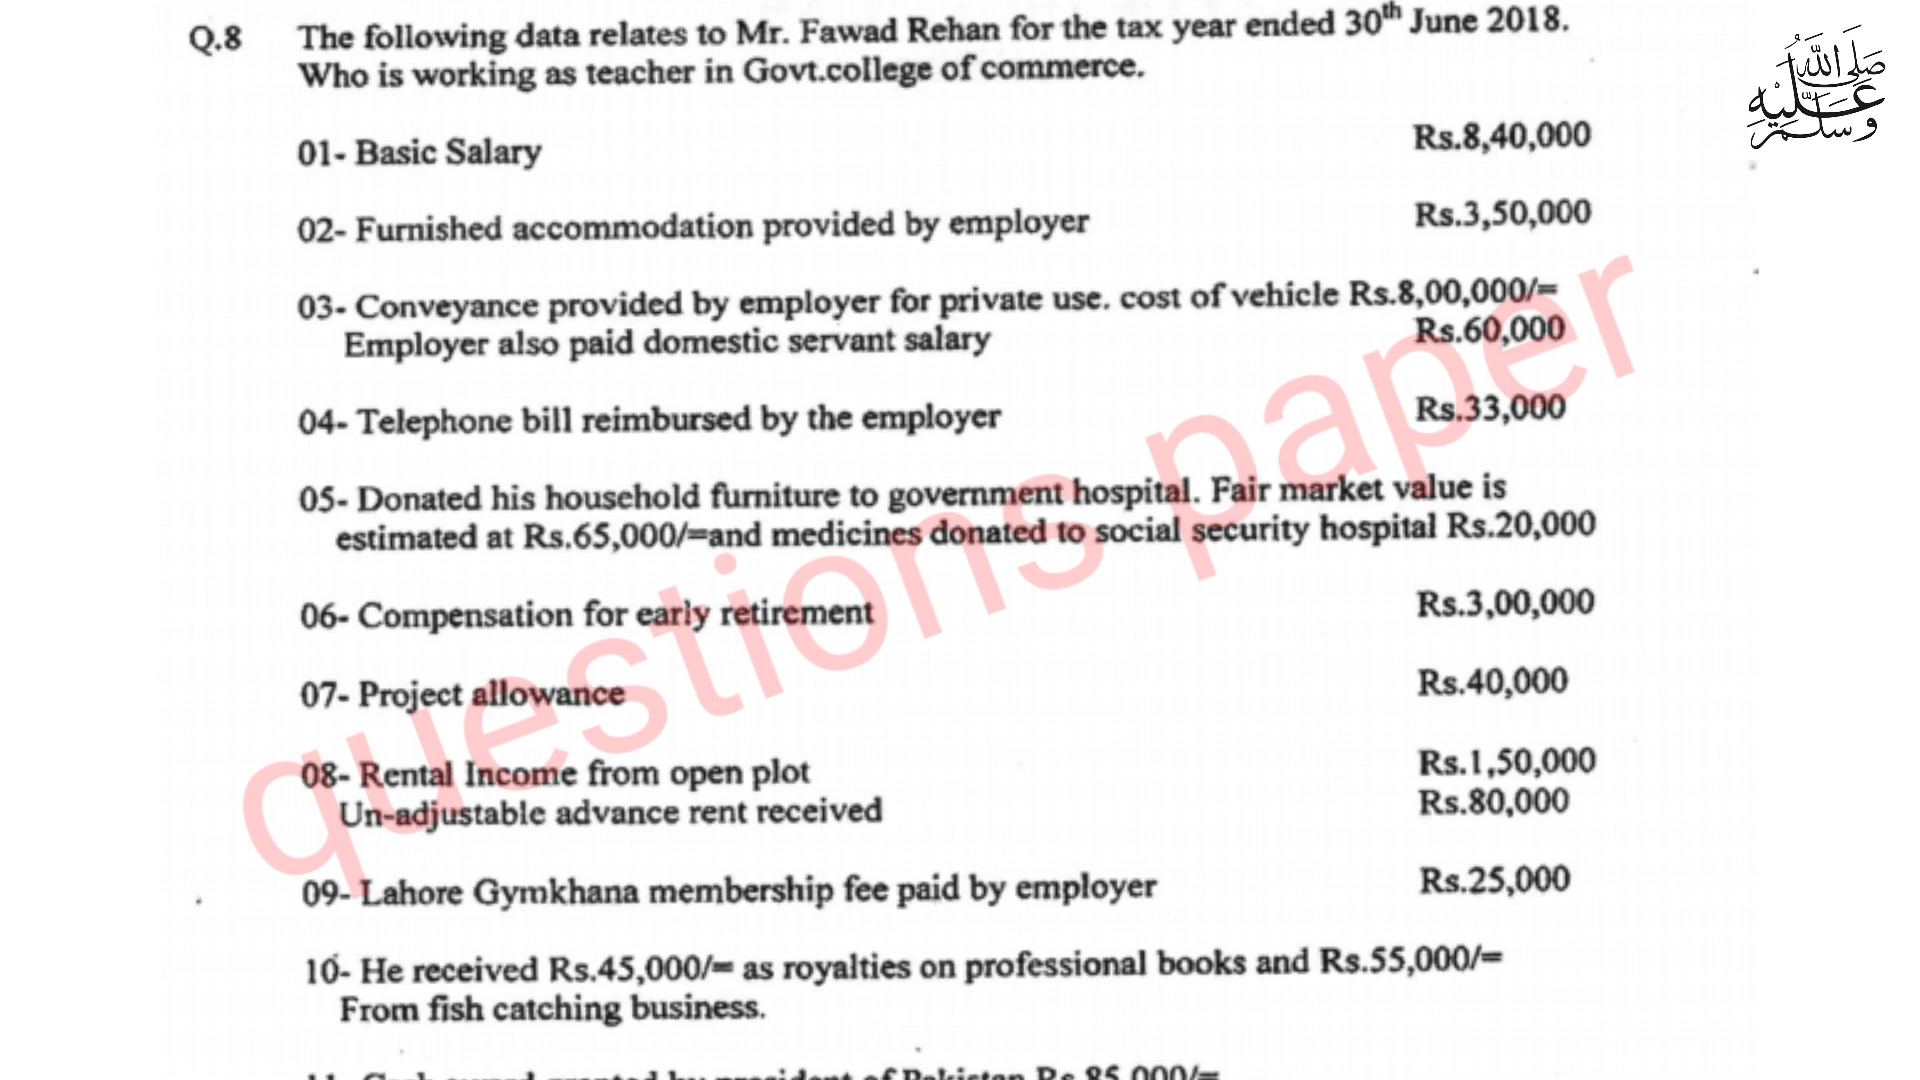 صلى الله
عليه
وسلم
Q.8 The following data relates to Mr. Fawad Rehan for the tax year ended 30th June 2018.
Who is working as teacher in Govt.college of commerce.
01- Basic Salary Rs.8,40,000
02- Furnished accommodation provided by employer Rs.3,50,000
03- Conveyance provided by employer for private use. cost of vehicle Rs.8,00,000/=
Employer also paid domestic servant salary Rs.60,000
04- Telephone bill reimbursed by the employer Rs.33,000
05- Donated his household furniture to government hospital. Fair market value is
estimated at Rs.65,000/=and medicines donated to social security hospital Rs.20,000
06- Compensation for early retirement Rs.3,00,000
07- Project allowance Rs.40,000
08- Rental Income from open plot Rs.1,50,000
Un-adjustable advance rent received Rs.80,000
09- Lahore Gymkhana membership fee paid by employer Rs.25,000
10- He received Rs.45,000/= as royalties on professional books and Rs.55,000/=
From fish catching business.
president of Pakistan Rs.85,000/=
questions paper